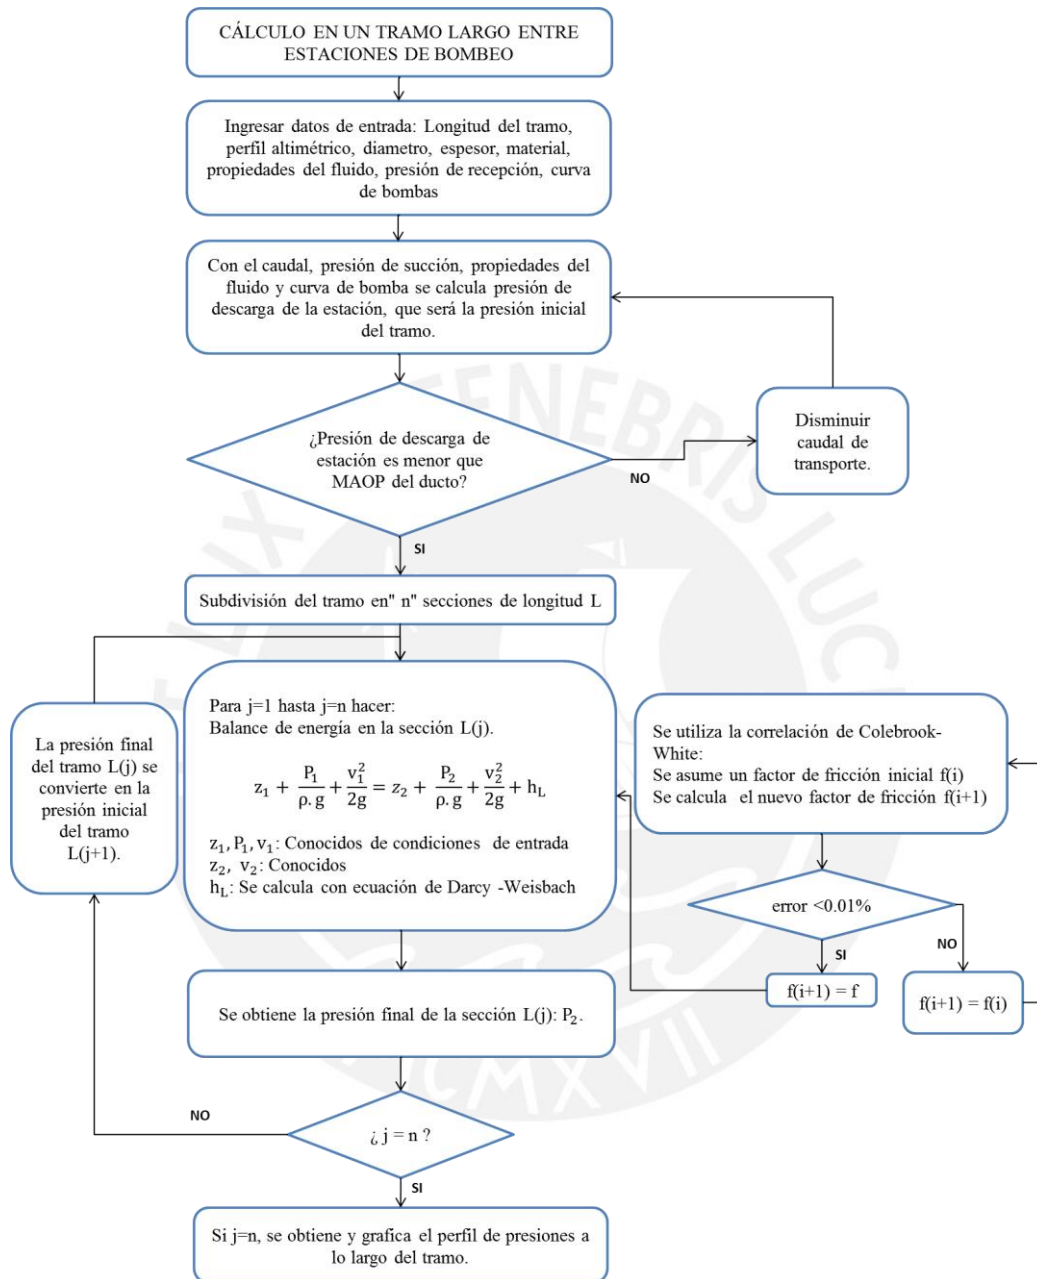 CÁLCULO EN UN TRAMO LARGO ENTRE
ESTACIONES DE BOMBEO
Ingresar datos de entrada: Longitud del tramo,
perfil altimétrico, diametro, espesor, material,
propiedades del fluido, presión de recepción, curva
de bombas
Con el caudal, presión de succión, propiedades del
fluido y curva de bomba se calcula presión de
descarga de la estación, que será la presión inicial
del tramo.
¿Presión de descarga de
estación es menor que
MAOP del ducto?
NO
Disminuir
caudal de
transporte.
SI
Subdivisión del tramo en" n" secciones de longitud L
Para j=1 hasta j=n hacer:
Balance de energía en la sección L(j).
z₁ + P₁/(ρ. g) + v₁²/2g = z₂ + P₂/(ρ. g) + v₂²/2g + h_L
z₁, P₁, v₁: Conocidos de condiciones de entrada
z₂, v₂: Conocidos
h_L: Se calcula con ecuación de Darcy -Weisbach
La presión final
del tramo L(j) se
convierte en la
presión inicial
del tramo
L(j+1).
Se utiliza la correlación de Colebrook-
White:
Se asume un factor de fricción inicial f(i)
Se calcula el nuevo factor de fricción f(i+1)
error <0.01%
SI
NO
f(i+1) = f
f(i+1) = f(i)
Se obtiene la presión final de la sección L(j): P₂.
¿ j = n ?
NO
SI
Si j=n, se obtiene y grafica el perfil de presiones a
lo largo del tramo.